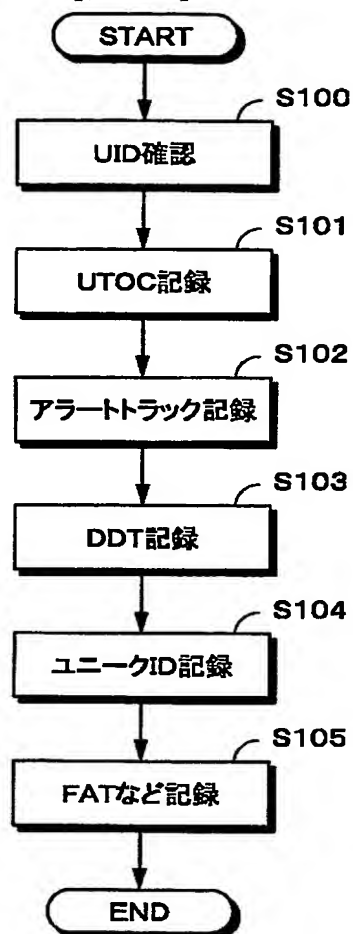 START
S100
UID確認
S101
UTOC記録
S102
アラートトラック記録
S103
DDT記録
S104
ユニークID記録
S105
FATなど記録
END